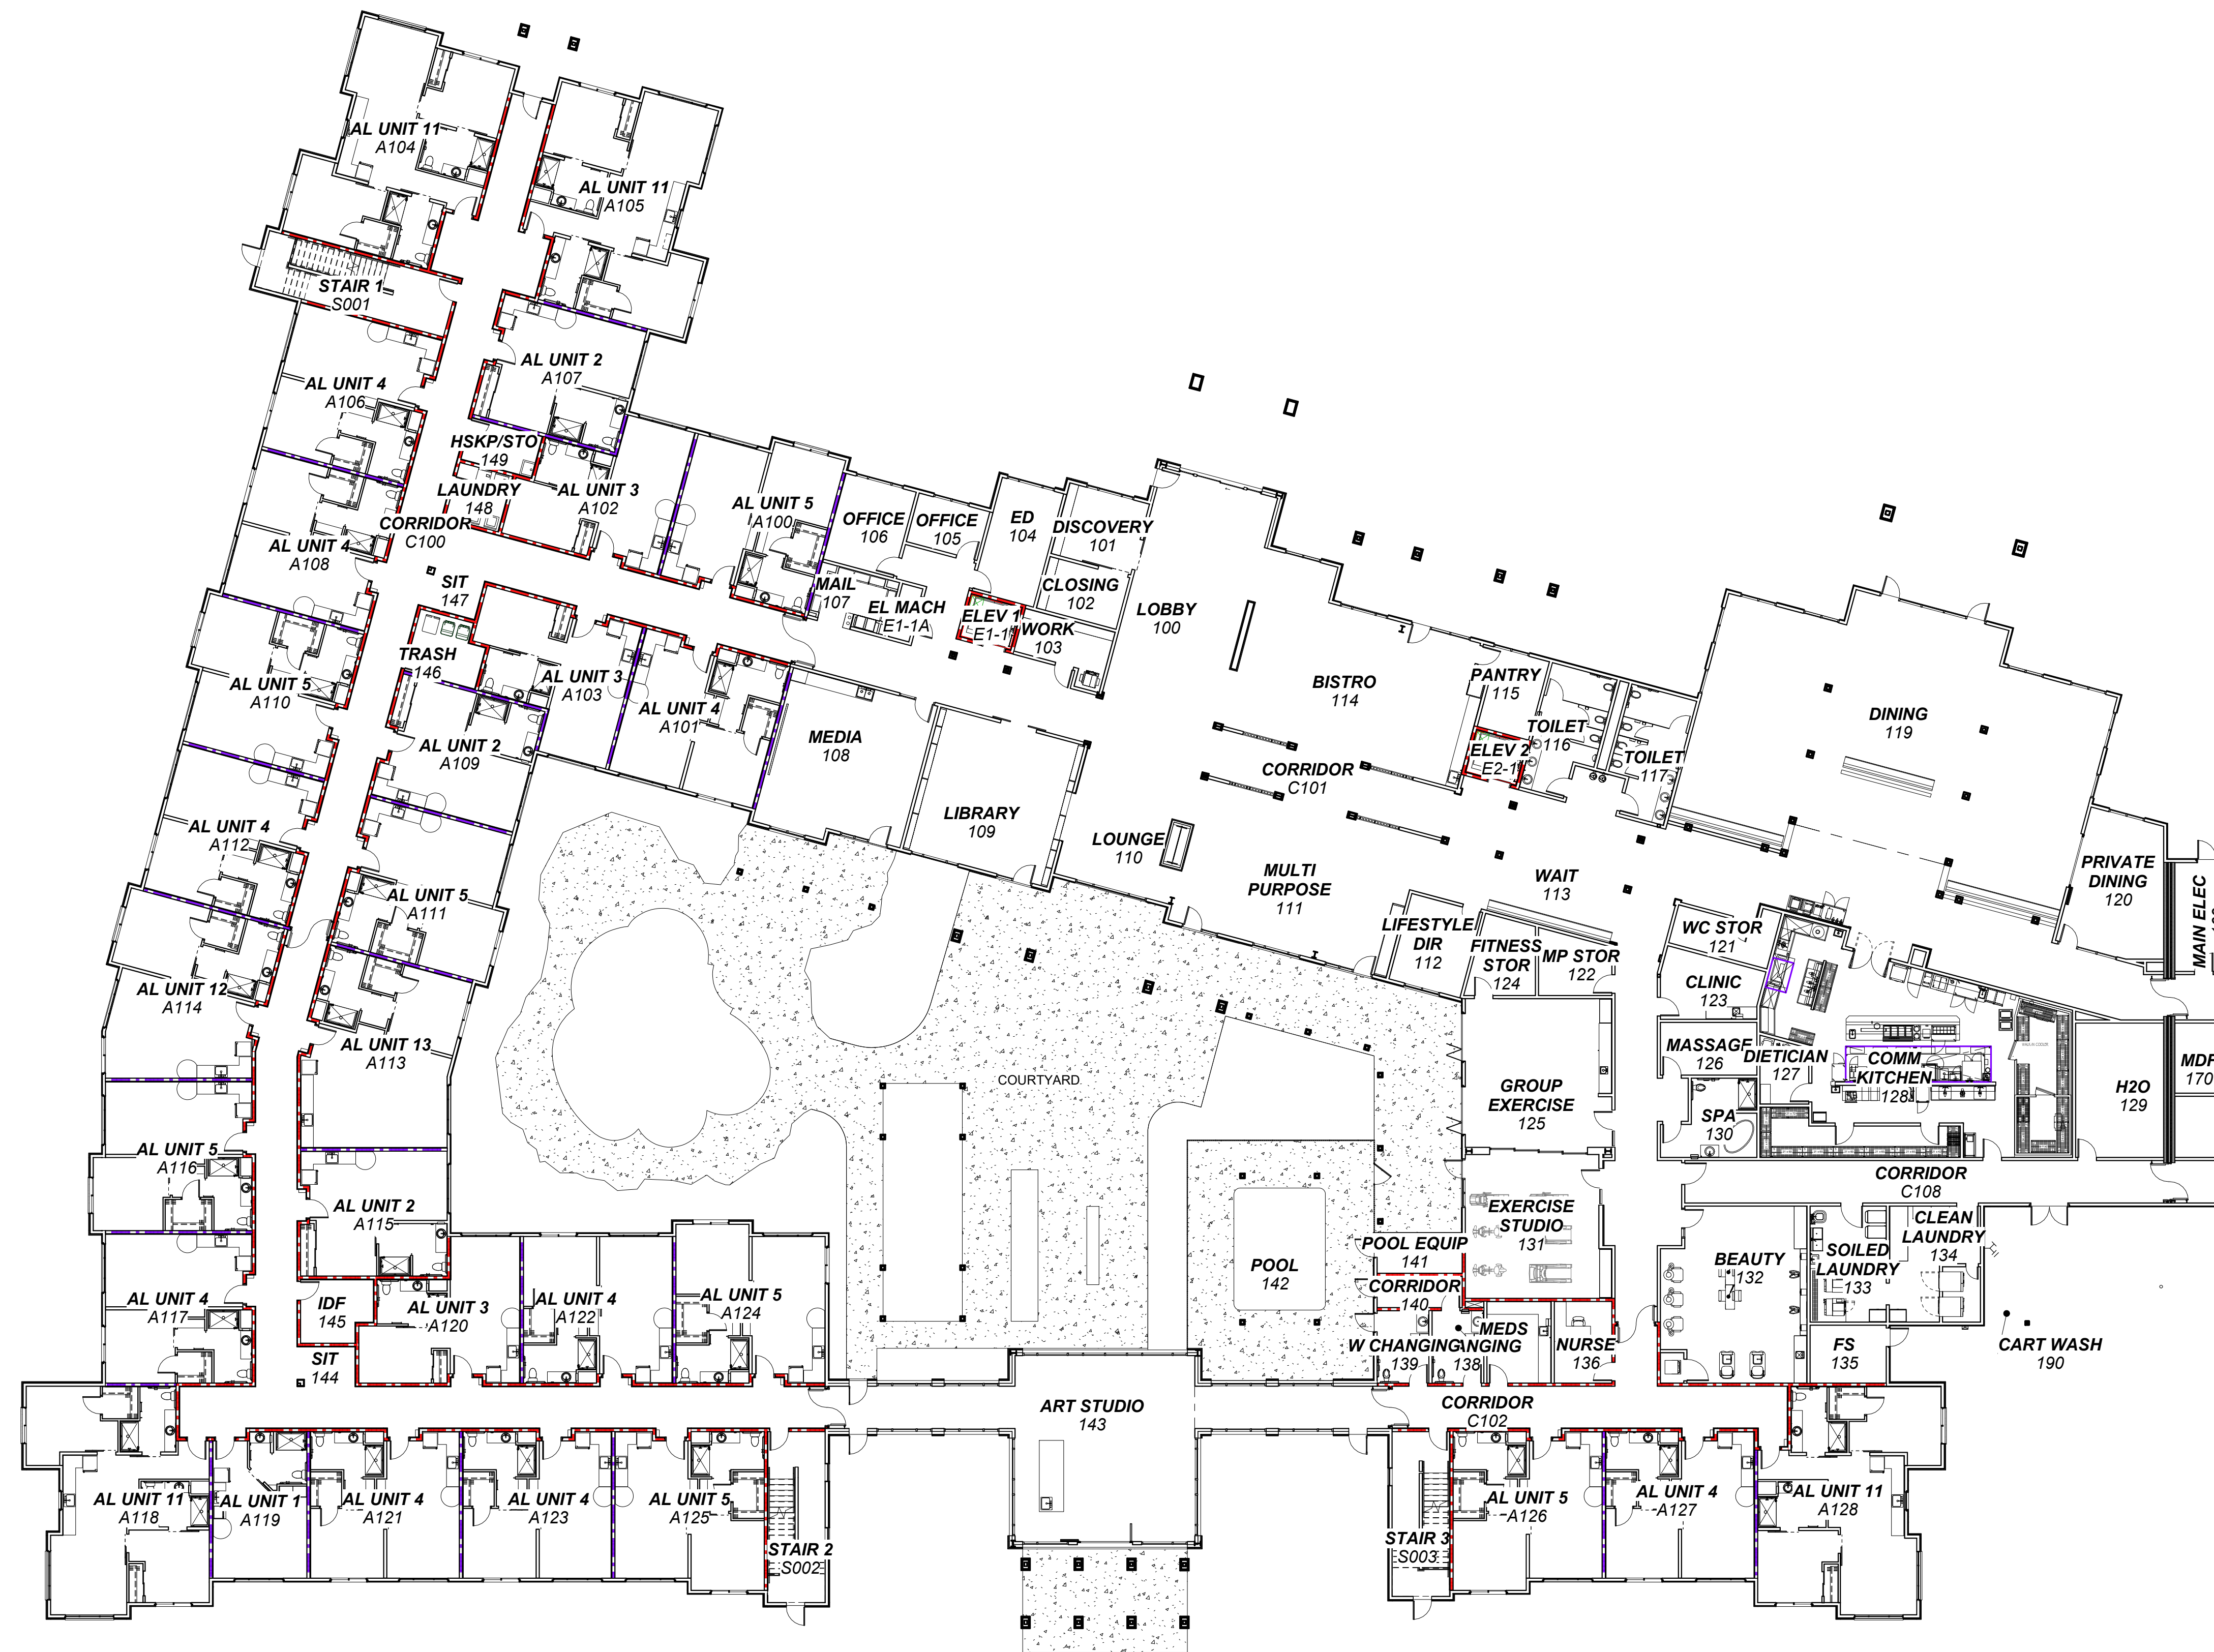 AL UNIT 11
A104
AL UNIT 11
A105
STAIR 1
S001
AL UNIT 2
A107
AL UNIT 4
A106
HSKP/STO
149
LAUNDRY
148
AL UNIT 3
A102
AL UNIT 5
A100
OFFICE
106
OFFICE
105
ED
104
DISCOVERY
101
CORRIDOR
C100
AL UNIT 4
A108
SIT
147
MAIL
107
EL MACH
E1-1A
ELEV 1
E1-1
CLOSING
102
WORK
103
LOBBY
100
TRASH
146
AL UNIT 3
A103
AL UNIT 5
A110
AL UNIT 4
A101
BISTRO
114
PANTRY
115
TOILET
116
TOILET
117
DINING
119
AL UNIT 2
A109
MEDIA
108
ELEV 2
E2-1
CORRIDOR
C101
LIBRARY
109
LOUNGE
110
AL UNIT 4
A112
MULTI
PURPOSE
111
WAIT
113
PRIVATE
DINING
120
MAIN ELEC
AL UNIT 5
A111
LIFESTYLE
DIR
112
FITNESS
STOR
124
MP STOR
122
WC STOR
121
CLINIC
123
AL UNIT 12
A114
AL UNIT 13
A113
MASSAGE
126
DIETICIAN
127
COMM
KITCHEN
128
WALK-IN COOLER
H2O
129
MDF
170
COURTYARD
GROUP
EXERCISE
125
SPA
130
AL UNIT 5
A116
CORRIDOR
C108
AL UNIT 2
A115
EXERCISE
STUDIO
131
CLEAN
LAUNDRY
134
SOILED
LAUNDRY
133
BEAUTY
132
POOL EQUIP
141
POOL
142
CORRIDOR
140
AL UNIT 4
A117
IDF
145
AL UNIT 3
A120
AL UNIT 4
A122
AL UNIT 5
A124
W CHANGING
139
ANGING
138
MEDS
NURSE
136
FS
135
CART WASH
190
SIT
144
ART STUDIO
143
CORRIDOR
C102
AL UNIT 11
A118
AL UNIT 1
A119
AL UNIT 4
A121
AL UNIT 4
A123
AL UNIT 5
A125
STAIR 2
S002
STAIR 3
S003
AL UNIT 5
A126
AL UNIT 4
A127
AL UNIT 11
A128